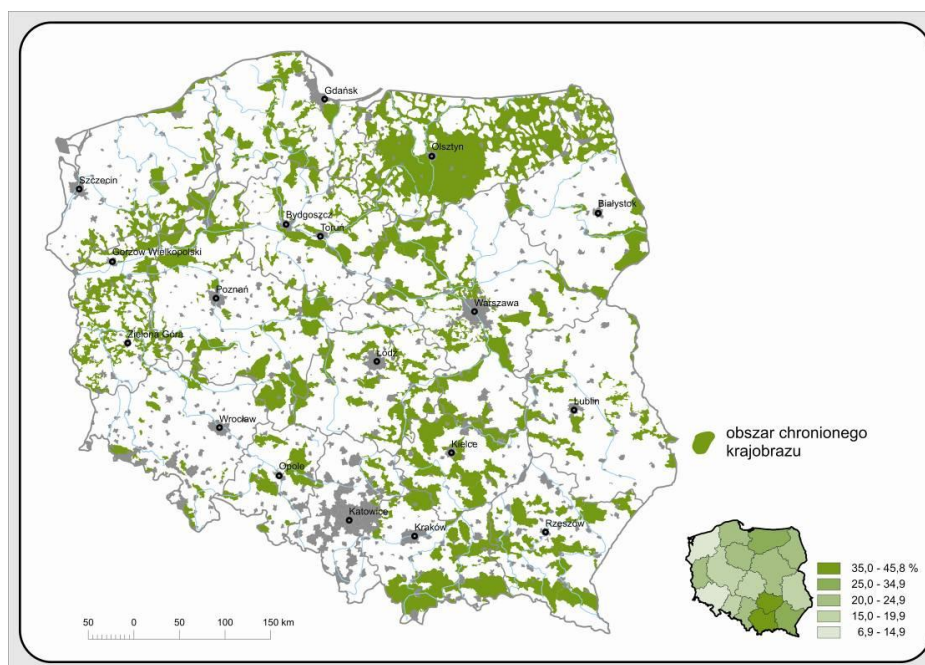 Gdańsk
Olsztyn
Szczecin
Białystok
Bydgoszcz
Toruń
Gorzów Wielkopolski
Poznań
Warszawa
Zielona Góra
Łódź
Lublin
Wrocław
Kielce
obszar chronionego
krajobrazu
Opole
Katowice
Kraków
Rzeszów
35,0 - 45,8 %
25,0 - 34,9
20,0 - 24,9
15,0 - 19,9
6,9 - 14,9
50 0 50 100 150 km